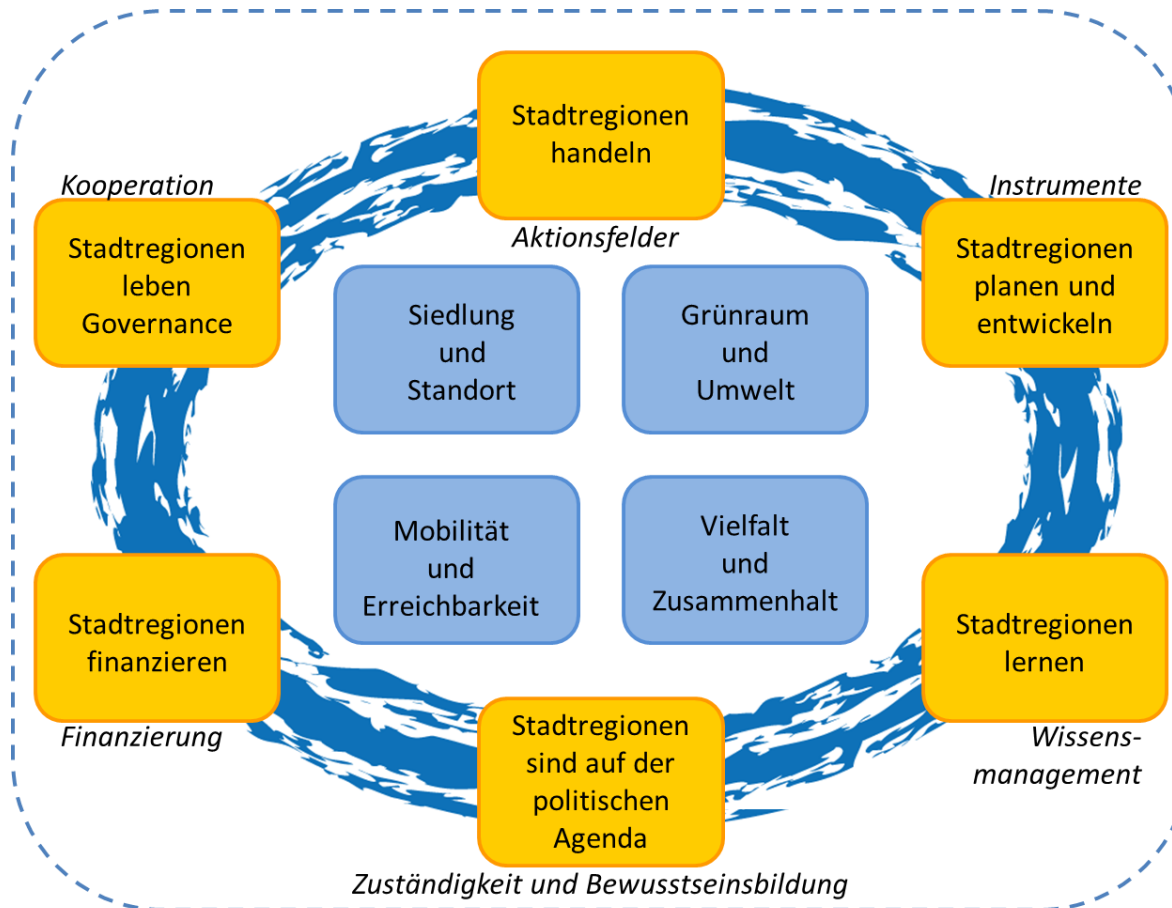 Stadtregionen
handeln
Aktionsfelder
Kooperation
Stadtregionen
leben
Governance
Instrumente
Stadtregionen
planen und
entwickeln
Siedlung
und
Standort
Grünraum
und
Umwelt
Mobilität
und
Erreichbarkeit
Vielfalt
und
Zusammenhalt
Stadtregionen
finanzieren
Finanzierung
Stadtregionen
lernen
Wissens-
management
Stadtregionen
sind auf der
politischen
Agenda
Zuständigkeit und Bewusstseinsbildung